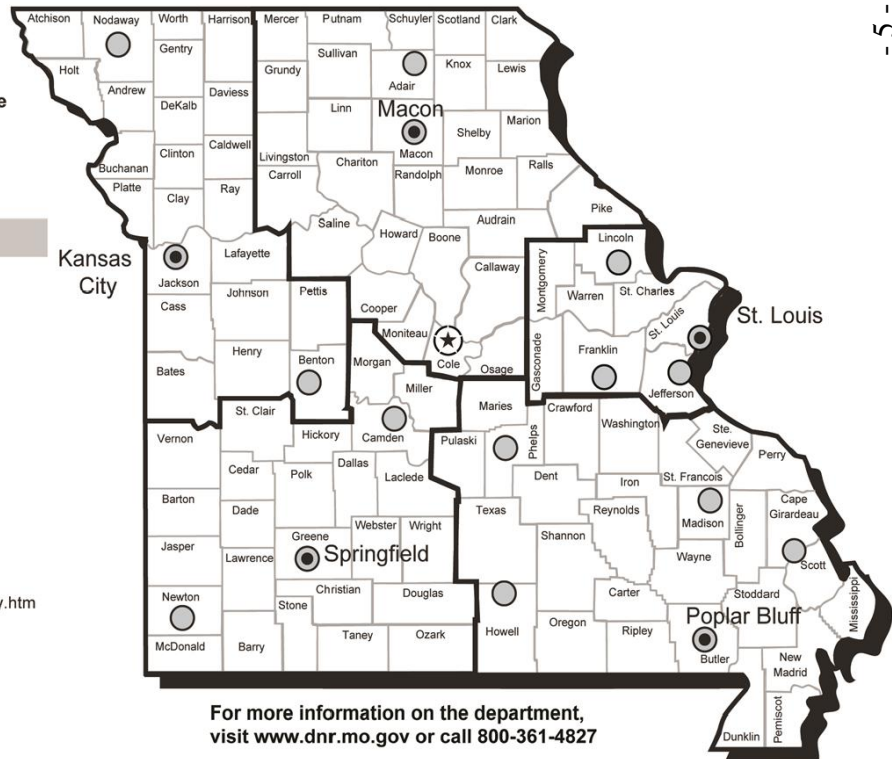 -5-
Atchison
Nodaway
Worth
Harrison
Mercer
Putnam
Schuyler
Scotland
Clark
Gentry
Sullivan
Holt
Grundy
Adair
Knox
Lewis
Andrew
DeKalb
Daviess
Linn
Macon
Macon
Shelby
Marion
Buchanan
Clinton
Caldwell
Livingston
Chariton
Randolph
Monroe
Ralls
Platte
Clay
Ray
Carroll
Pike
Audrain
Saline
Howard
Boone
Lincoln
Kansas
City
Jackson
Lafayette
Callaway
Montgomery
Warren
St. Charles
Cass
Johnson
Pettis
Cooper
Moniteau
Cole
Osage
Gasconade
Franklin
St. Louis
St. Louis
Jefferson
Bates
Henry
Benton
Morgan
Miller
St. Clair
Camden
Maries
Crawford
Washington
Ste.
Genevieve
Vernon
Hickory
Pulaski
Phelps
Perry
Cedar
Polk
Dallas
Laclede
Dent
Iron
St. Francois
Barton
Dade
Texas
Reynolds
Madison
Bollinger
Cape
Girardeau
Jasper
Lawrence
Greene
Springfield
Webster
Wright
Shannon
Wayne
Scott
Newton
Christian
Douglas
Carter
Stoddard
Mississippi
Stone
Poplar Bluff
McDonald
Barry
Taney
Ozark
Howell
Oregon
Ripley
Butler
New
Madrid
Dunklin
Pemiscot
e
y.htm
For more information on the department,
visit www.dnr.mo.gov or call 800-361-4827